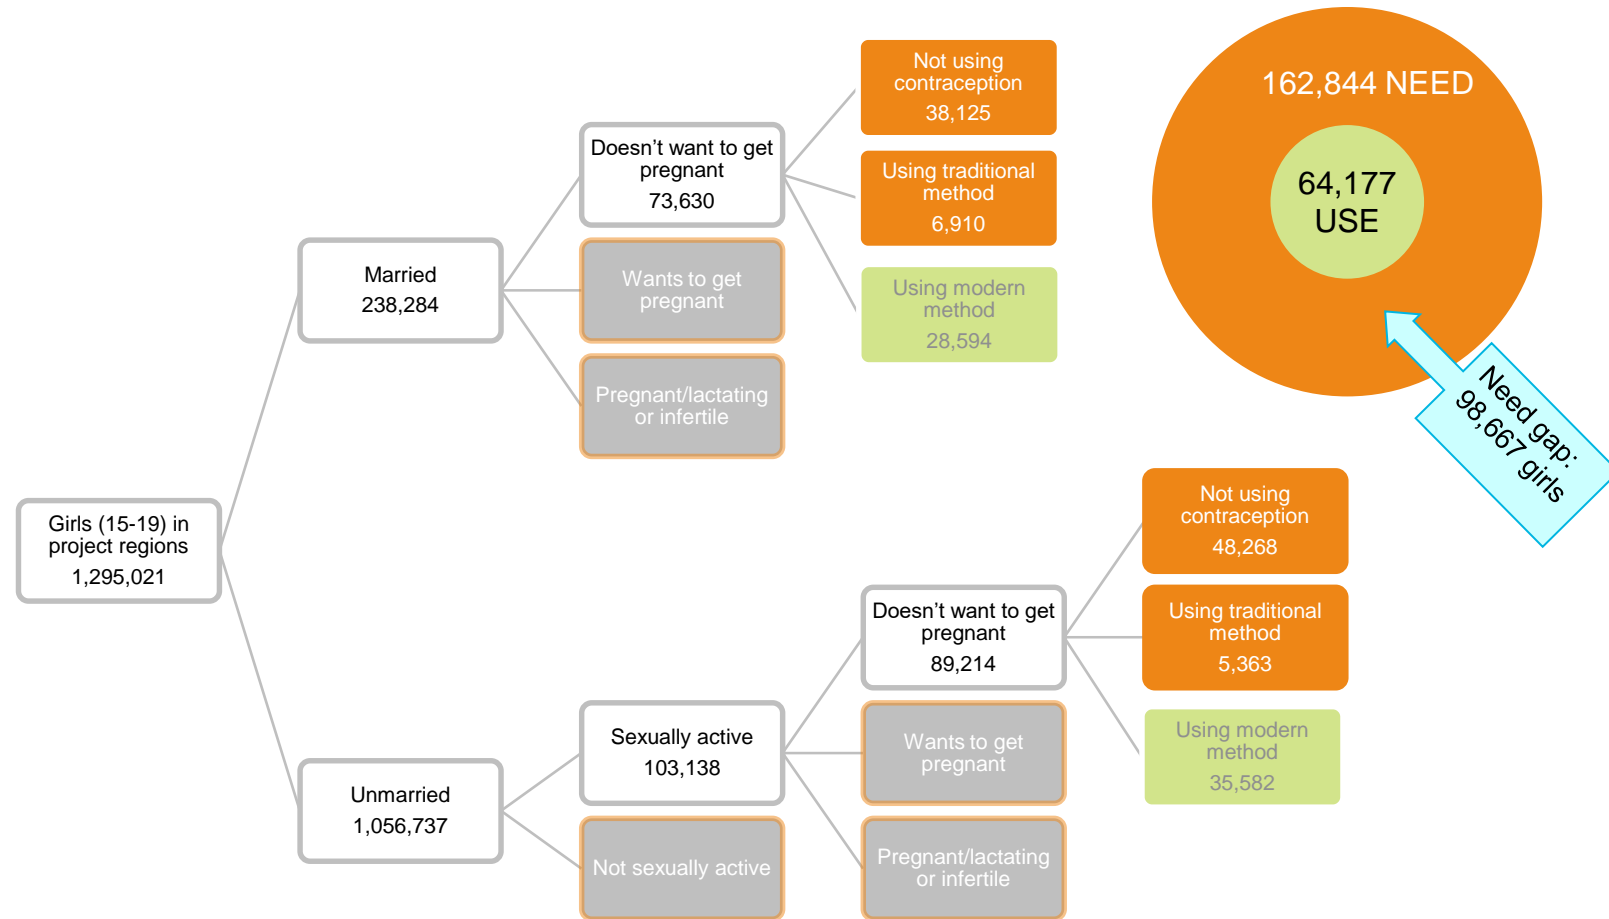 Girls (15-19) in
project regions
1,295,021
Married
238,284
Doesn’t want to get
pregnant
73,630
Not using
contraception
38,125
Using traditional
method
6,910
Using modern
method
28,594
Wants to get
pregnant
Pregnant/lactating
or infertile
Unmarried
1,056,737
Sexually active
103,138
Doesn’t want to get
pregnant
89,214
Not using
contraception
48,268
Using traditional
method
5,363
Using modern
method
35,582
Wants to get
pregnant
Pregnant/lactating
or infertile
Not sexually active
162,844 NEED
64,177
USE
Need gap:
98,667 girls